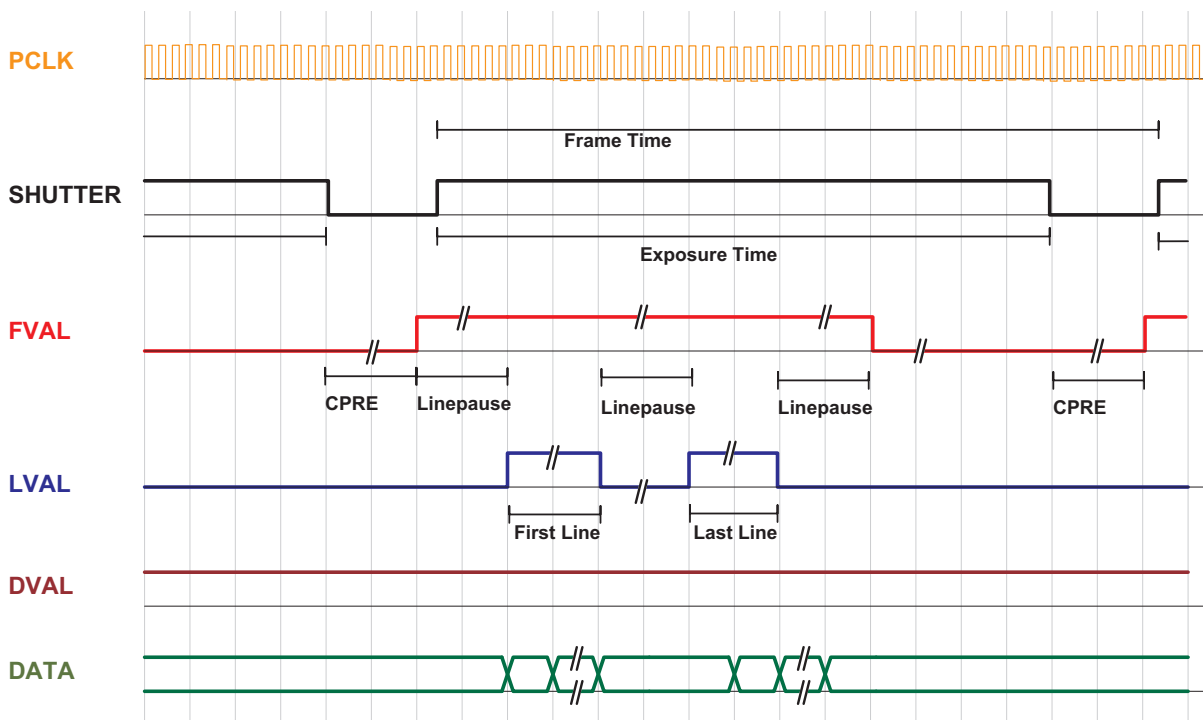 PCLK
Frame Time
SHUTTER
Exposure Time
FVAL
CPRE
Linepause
Linepause
Linepause
CPRE
LVAL
First Line
Last Line
DVAL
DATA